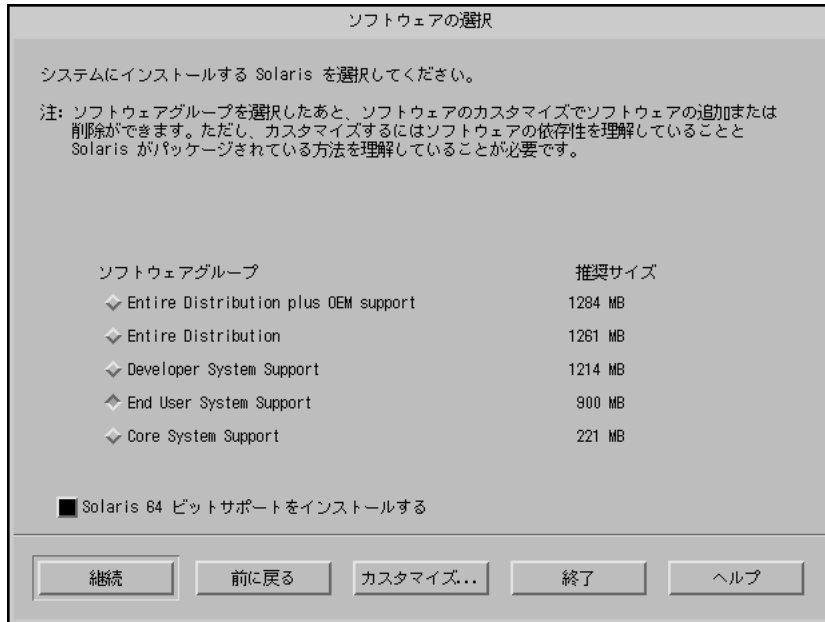 ソフトウェアの選択
システムにインストールする Solaris を選択してください。
注: ソフトウェアグループを選択したあと、ソフトウェアのカスタマイズでソフトウェアの追加または
削除ができます。ただし、カスタマイズするにはソフトウェアの依存性を理解していることと
Solaris がパッケージされている方法を理解していることが必要です。
ソフトウェアグループ 推奨サイズ
Entire Distribution plus OEM support 1284 MB
Entire Distribution 1261 MB
Developer System Support 1214 MB
End User System Support 900 MB
Core System Support 221 MB
Solaris 64 ビットサポートをインストールする
継続 前に戻る カスタマイズ... 終了 ヘルプ